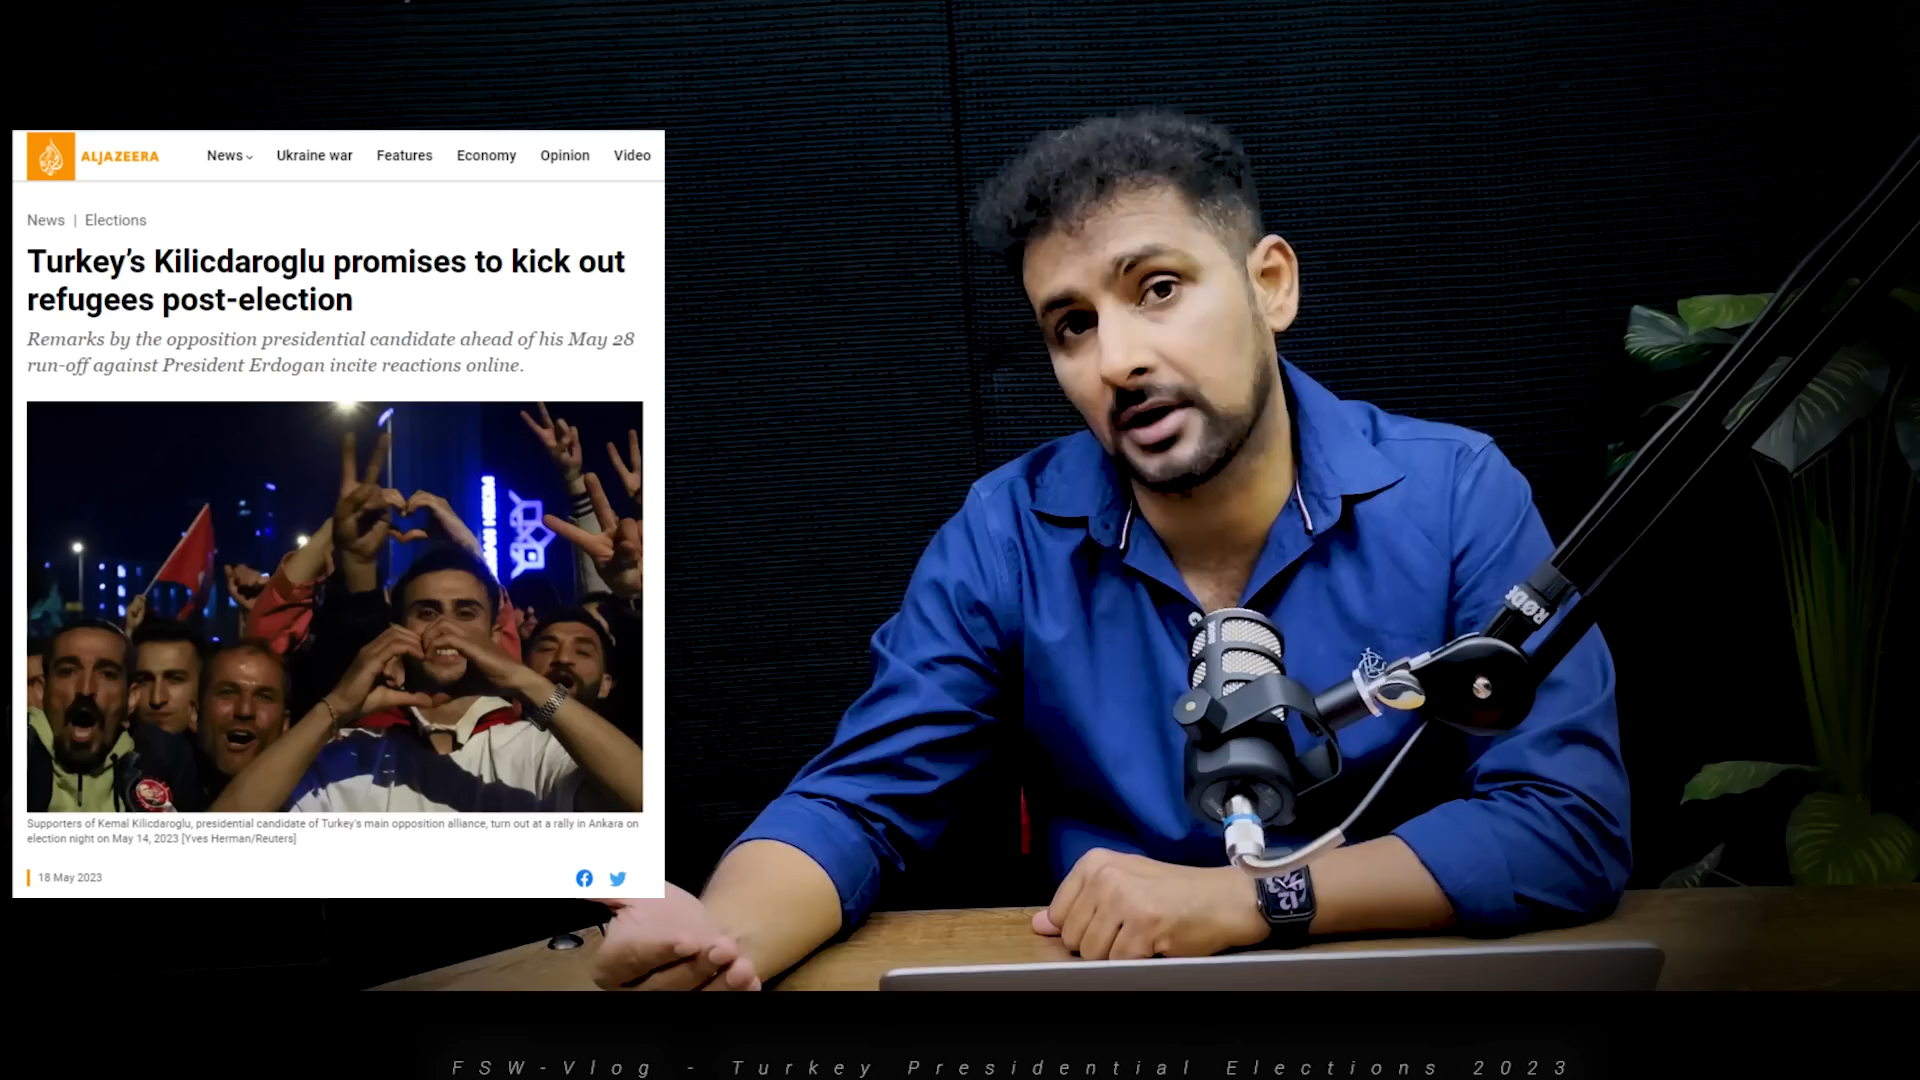 ALJAZEERA
News Ukraine war Features Economy Opinion Video
News | Elections
Turkey’s Kilicdaroglu promises to kick out
refugees post-election
Remarks by the opposition presidential candidate ahead of his May 28
run-off against President Erdogan incite reactions online.
Supporters of Kemal Kilicdaroglu, presidential candidate of Turkey's main opposition alliance, turn out at a rally in Ankara on
election night on May 14, 2023 [Yves Herman/Reuters]
18 May 2023
RØDE
FSW-Vlog - Turkey Presidential Elections 2023